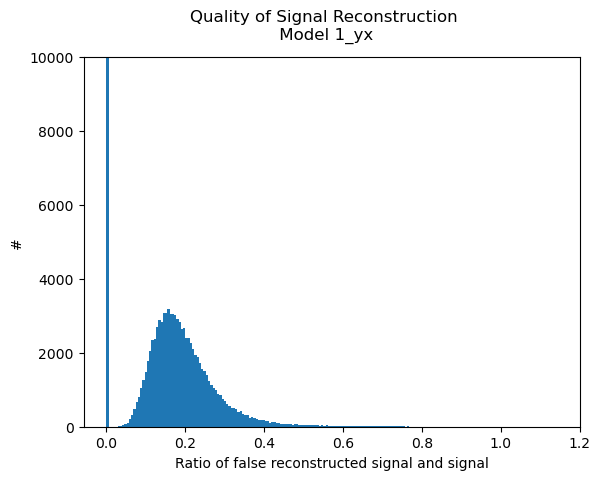 Quality of Signal Reconstruction
Model 1_yx
10000
8000
6000
4000
2000
0
#
0.0 0.2 0.4 0.6 0.8 1.0 1.2
Ratio of false reconstructed signal and signal